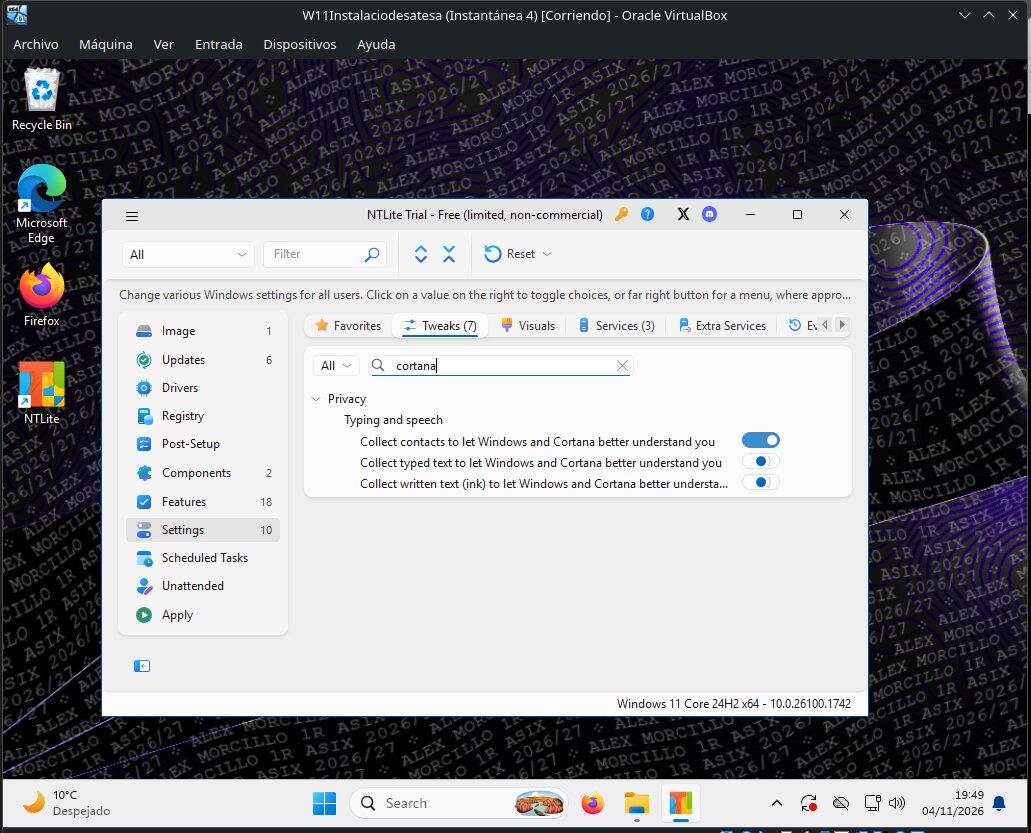 W11Instalaciodesatesa (Instantánea 4) [Corriendo] - Oracle VirtualBox
Archivo Máquina Ver Entrada Dispositivos Ayuda
Recycle Bin
Microsoft
Edge
Firefox
NTLite
NTLite Trial - Free (limited, non-commercial)
All Filter Reset
Change various Windows settings for all users. Click on a value on the right to toggle choices, or far right button for a menu, where appro...
Image 1
Updates 6
Drivers
Registry
Post-Setup
Components 2
Features 18
Settings 10
Scheduled Tasks
Unattended
Apply
Favorites Tweaks (7) Visuals Services (3) Extra Services Ev
All cortana
Privacy
Typing and speech
Collect contacts to let Windows and Cortana better understand you
Collect typed text to let Windows and Cortana better understand you
Collect written text (ink) to let Windows and Cortana better understa...
Windows 11 Core 24H2 x64 - 10.0.26100.1742
ALEX MORCILLO 1R ASIX 2026/27
10°C
Despejado
Search
19:49
04/11/2026